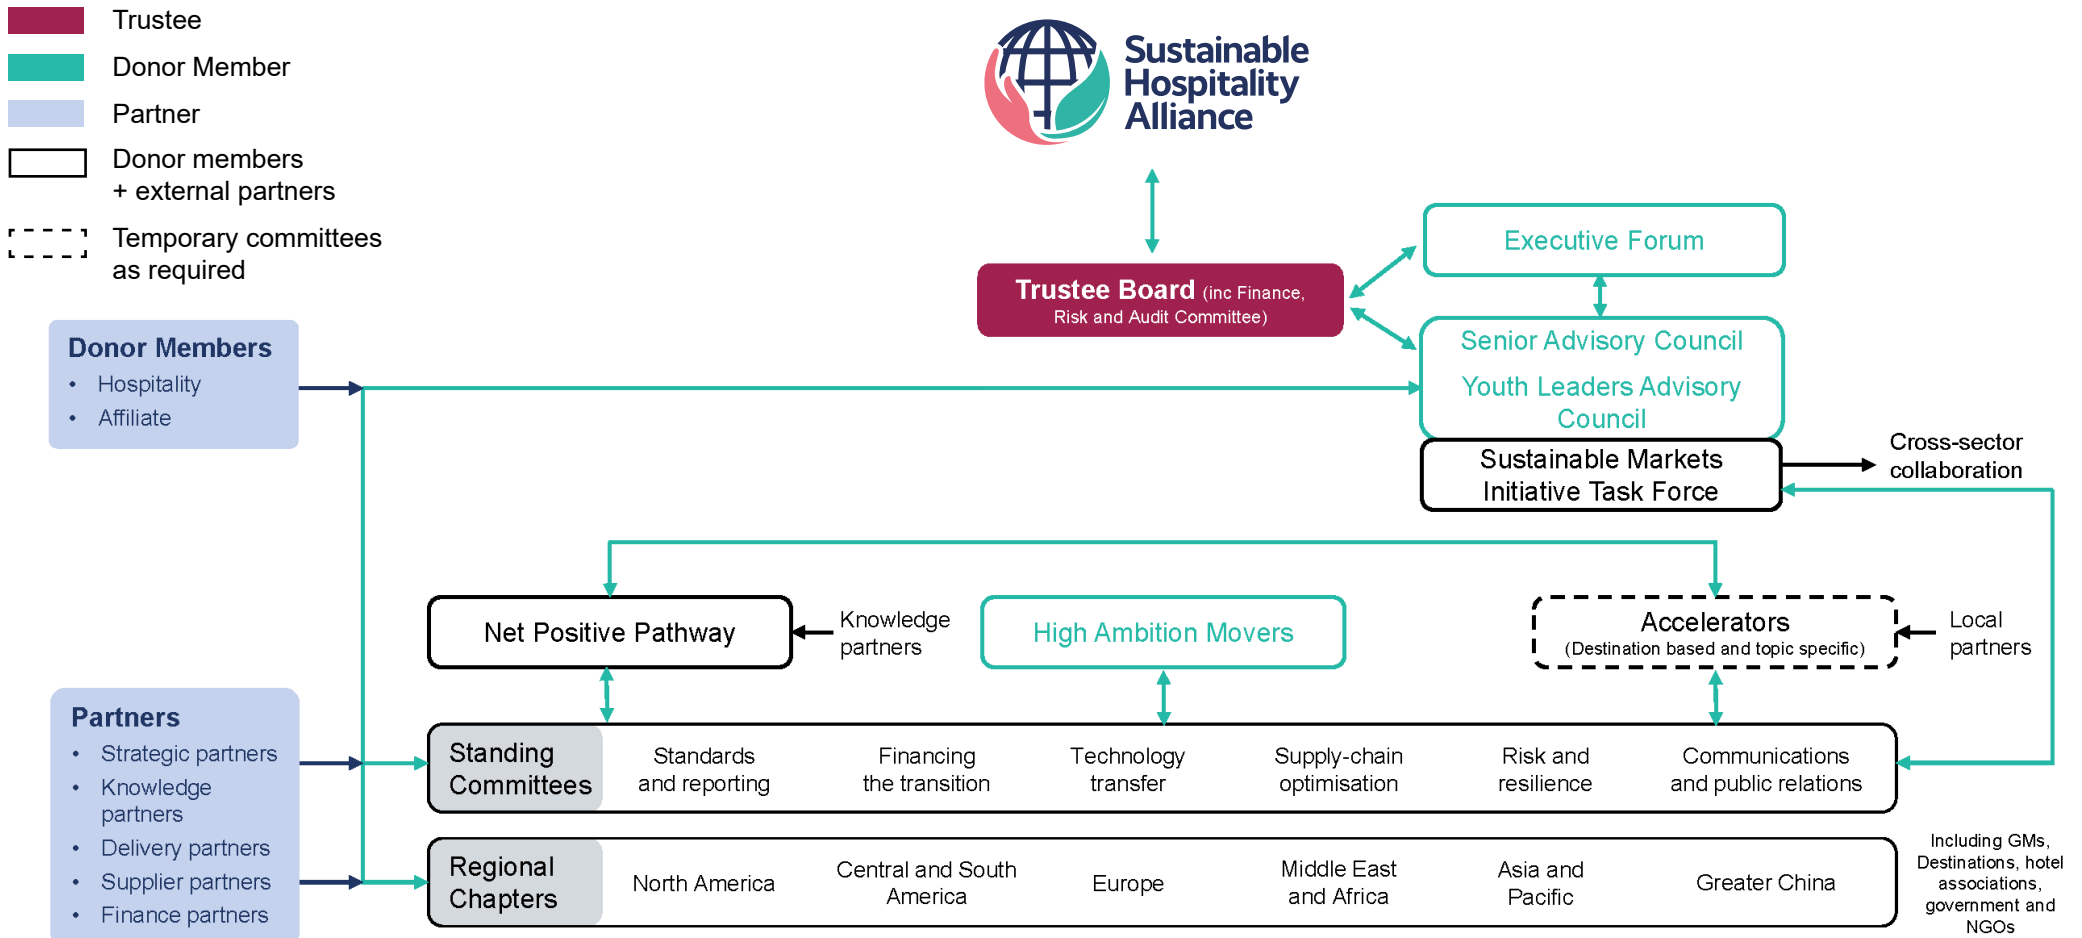 Trustee
Donor Member
Partner
Donor members
+ external partners
Temporary committees
as required
Sustainable
Hospitality
Alliance
Trustee Board (inc Finance,
Risk and Audit Committee)
Executive Forum
Senior Advisory Council
Youth Leaders Advisory
Council
Sustainable Markets
Initiative Task Force
Cross-sector
collaboration
Donor Members
• Hospitality
• Affiliate
Net Positive Pathway
Knowledge
partners
High Ambition Movers
Accelerators
(Destination based and topic specific)
Local
partners
Partners
• Strategic partners
• Knowledge
partners
• Delivery partners
• Supplier partners
• Finance partners
Standing
Committees
Standards
and reporting
Financing
the transition
Technology
transfer
Supply-chain
optimisation
Risk and
resilience
Communications
and public relations
Regional
Chapters
North America
Central and South
America
Europe
Middle East
and Africa
Asia and
Pacific
Greater China
Including GMs,
Destinations, hotel
associations,
government and
NGOs